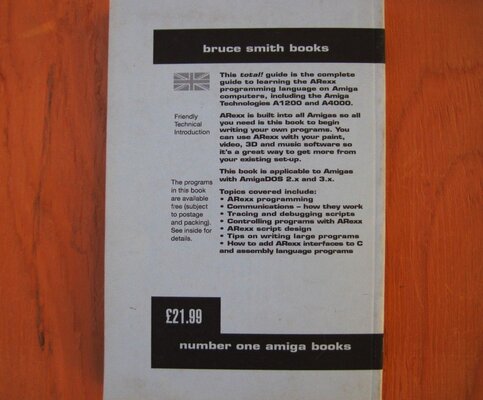 bruce smith books
This total! guide is the complete
guide to learning the ARexx
programming language on Amiga
computers, including the Amiga
Technologies A1200 and A4000.
Friendly
Technical
Introduction
ARexx is built into all Amigas so all
you need is this book to begin
writing your own programs. You
can use ARexx with your paint,
video, 3D and music software so
it's a great way to get more from
your existing set-up.
This book is applicable to Amigas
with AmigaDOS 2.x and 3.x.
The programs
in this book
are available
free (subject
to postage
and packing).
See inside for
details.
Topics covered include:
• ARexx programming
• Communications – how they work
• Tracing and debugging scripts
• Controlling programs with ARexx
• ARexx script design
• Tips on writing large programs
• How to add ARexx interfaces to C
and assembly language programs
£21.99
number one amiga books